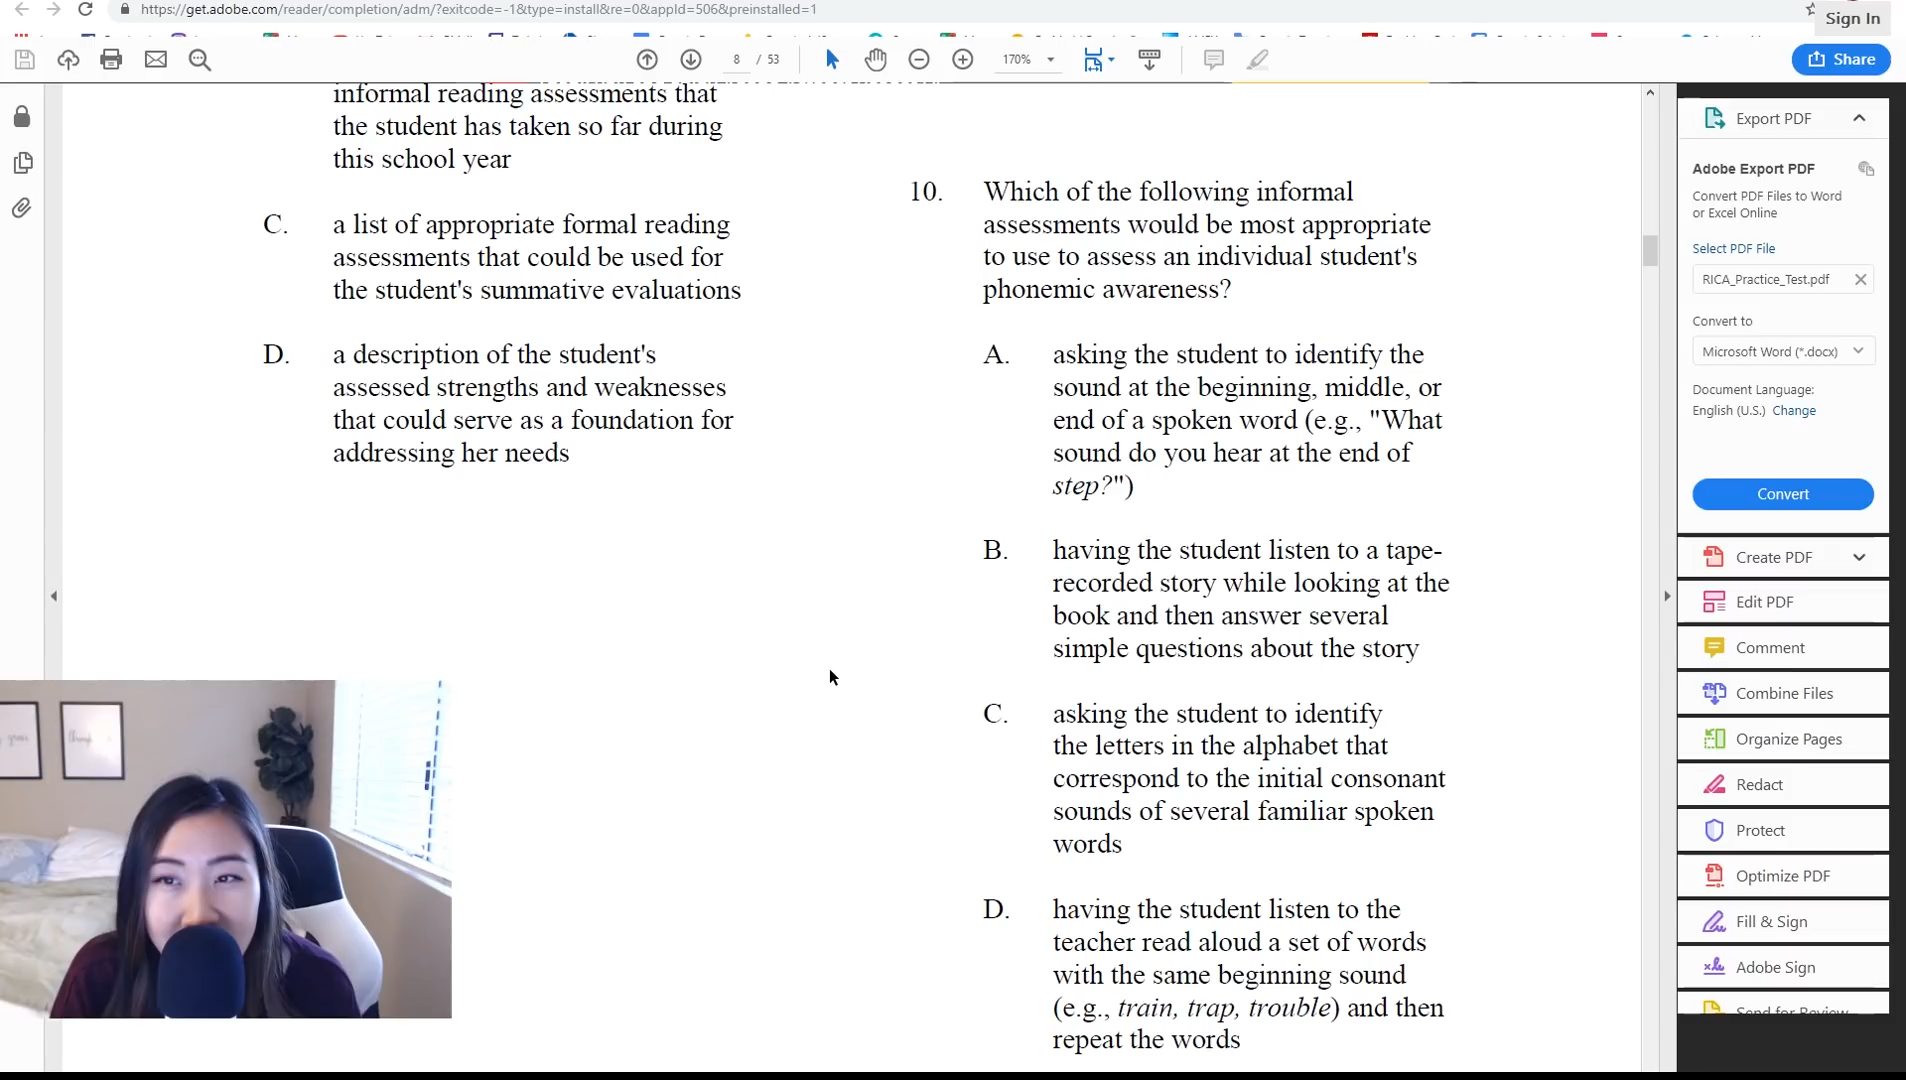 https://get.adobe.com/reader/completion/adm/?exitcode=-1&type=install&re=0&appId=506&preinstalled=1
Sign In
8 / 53
170%
Share
informal reading assessments that
the student has taken so far during
this school year
C. a list of appropriate formal reading
assessments that could be used for
the student's summative evaluations
D. a description of the student's
assessed strengths and weaknesses
that could serve as a foundation for
addressing her needs
10. Which of the following informal
assessments would be most appropriate
to use to assess an individual student's
phonemic awareness?
A. asking the student to identify the
sound at the beginning, middle, or
end of a spoken word (e.g., "What
sound do you hear at the end of
step?")
B. having the student listen to a tape-
recorded story while looking at the
book and then answer several
simple questions about the story
C. asking the student to identify
the letters in the alphabet that
correspond to the initial consonant
sounds of several familiar spoken
words
D. having the student listen to the
teacher read aloud a set of words
with the same beginning sound
(e.g., train, trap, trouble) and then
repeat the words
Export PDF
Adobe Export PDF
Convert PDF Files to Word
or Excel Online
Select PDF File
RICA_Practice_Test.pdf
Convert to
Microsoft Word (*.docx)
Document Language:
English (U.S.) Change
Convert
Create PDF
Edit PDF
Comment
Combine Files
Organize Pages
Redact
Protect
Optimize PDF
Fill & Sign
Adobe Sign
Send for Review